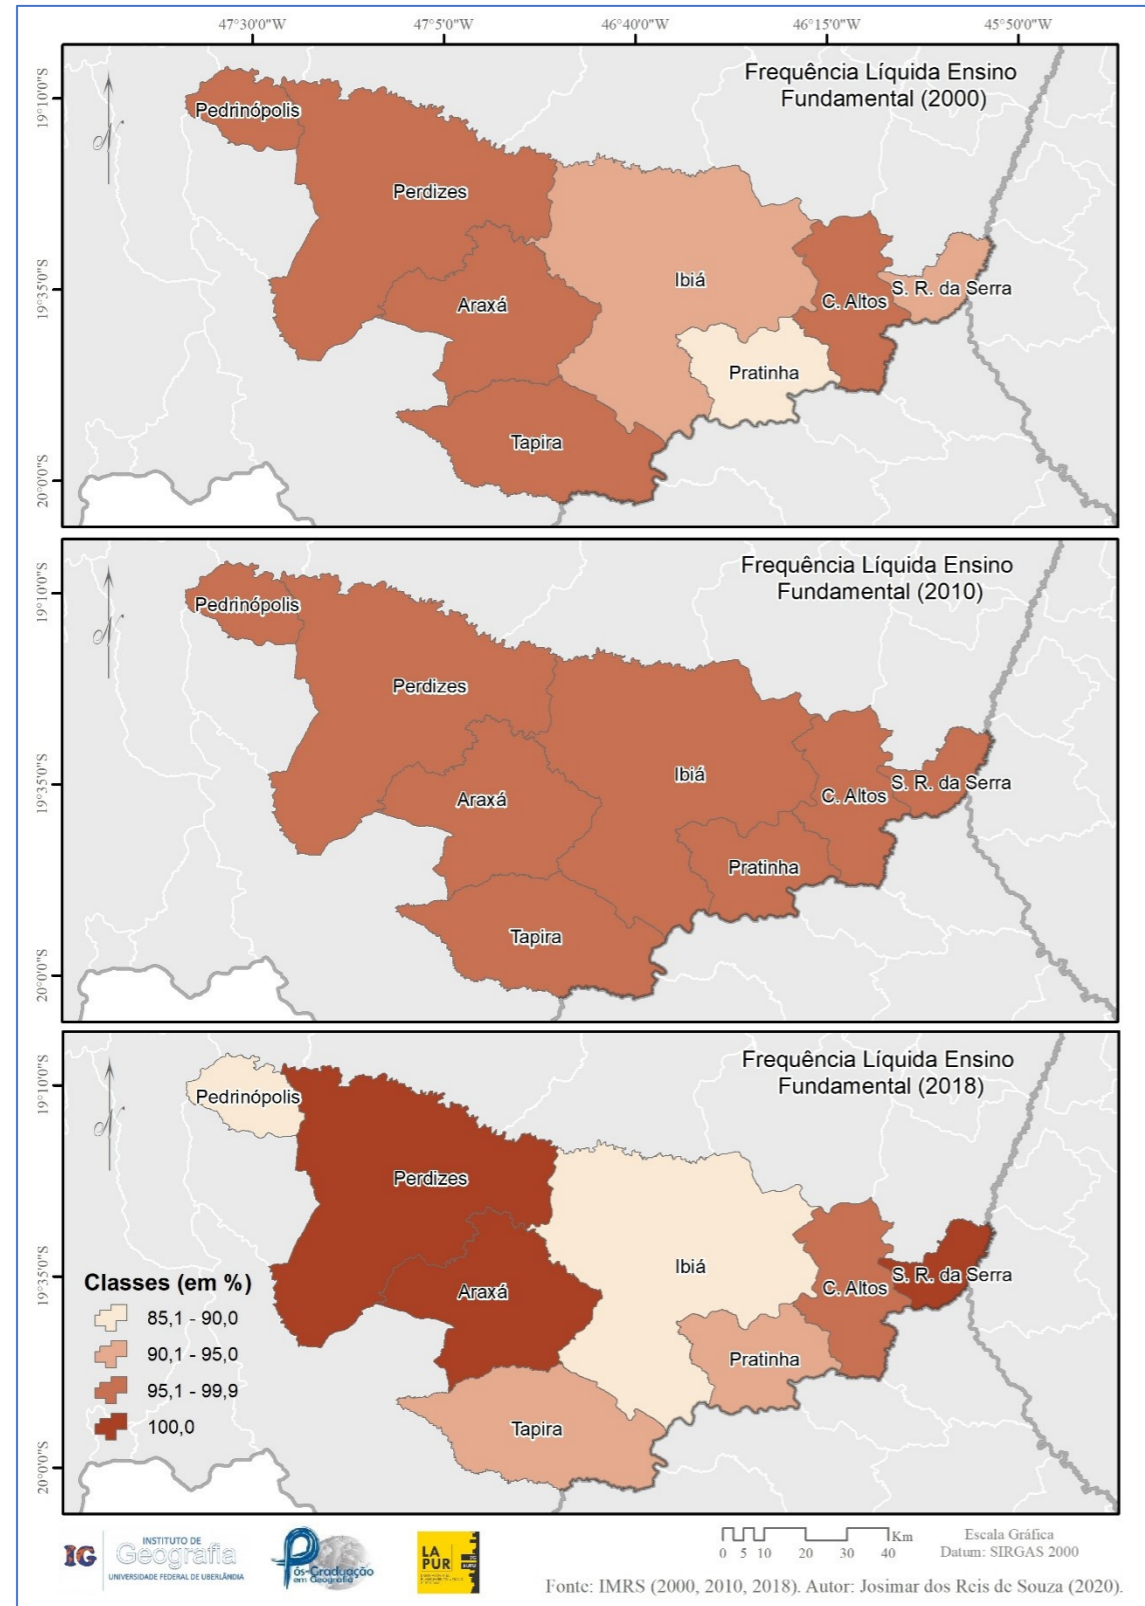 47°30'0"W 47°5'0"W 46°40'0"W 46°15'0"W 45°50'0"W
Frequência Líquida Ensino
Fundamental (2000)
19°10'0"S
19°35'0"S
20°0'0"S
Pedrinópolis
Perdizes
Ibiá
Araxá
C. Altos
S. R. da Serra
Pratinha
Tapira
Frequência Líquida Ensino
Fundamental (2010)
19°10'0"S
19°35'0"S
20°0'0"S
Pedrinópolis
Perdizes
Ibiá
Araxá
C. Altos
S. R. da Serra
Pratinha
Tapira
Frequência Líquida Ensino
Fundamental (2018)
19°10'0"S
19°35'0"S
20°0'0"S
Pedrinópolis
Perdizes
Ibiá
Araxá
C. Altos
S. R. da Serra
Pratinha
Tapira
Classes (em %)
85,1 - 90,0
90,1 - 95,0
95,1 - 99,9
100,0
IG
INSTITUTO DE
Geografia
UNIVERSIDADE FEDERAL DE UBERLÂNDIA
Pós-Graduação
em Geografia
LA
PUR
Km
0 5 10 20 30 40
Escala Gráfica
Datum: SIRGAS 2000
Fonte: IMRS (2000, 2010, 2018). Autor: Josimar dos Reis de Souza (2020).